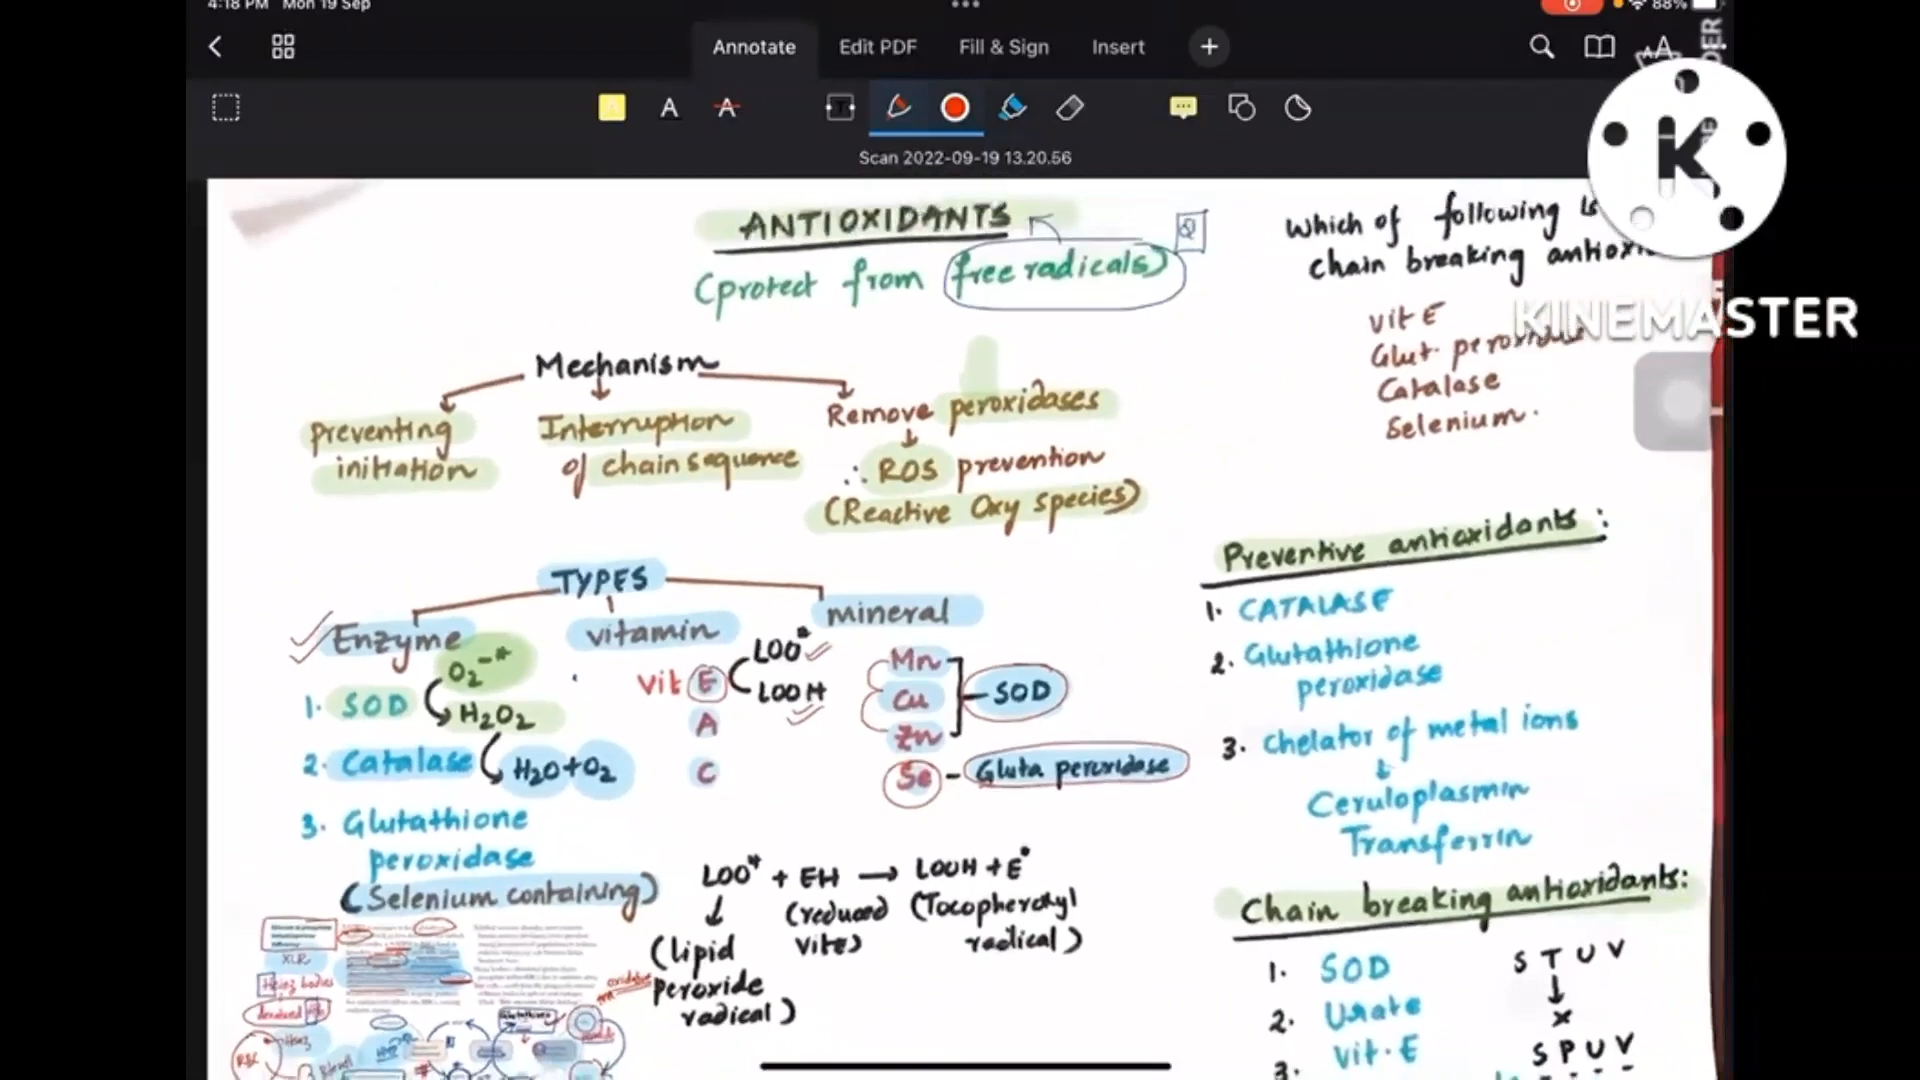 4:18 PM Mon 19 Sep
88%
Annotate
Edit PDF
Fill & Sign
Insert
Scan 2022-09-19 13.20.56
KINEMASTER
ANTIOXIDANTS
Q
(protect from free radicals)
Which of following is
chain breaking
Vit E
Glut.
Catalase
Selenium.
Mechanism
preventing
initiation
Interruption
of chain sequence
Remove peroxidases
∴ ROS prevention
(Reactive Oxy species)
TYPES
Enzyme
vitamin
mineral
O2-*
1. SOD
H2O2
2. Catalase
H2O+O2
3. Glutathione
peroxidase
(Selenium containing)
Vit E
LOO*
LOOH
A
C
Mn
Cu
Zn
SOD
Se - Gluta peroxidase
LOO* + EH → LOOH + E•
(lipid
peroxide
radical)
(reduced
vit E)
radical)
Preventive antioxidants:
1. CATALASE
2. Glutathione
peroxidase
3. Chelator of metal ions
Ceruloplasmin
Transferrin
Chain breaking antioxidants:
1. SOD
2. Urate
3. Vit. E
S T U V
x
S P U V
XLR
Heinz bodies
RBC